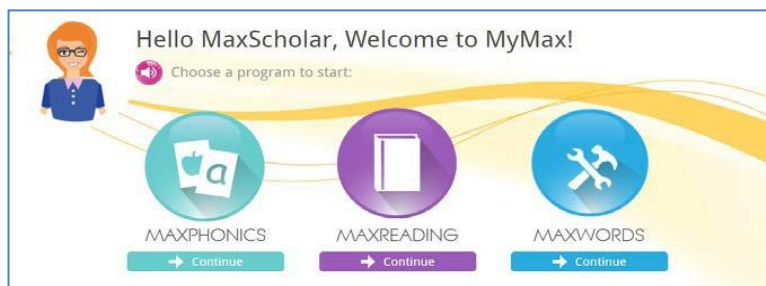 Hello MaxScholar, Welcome to MyMax!
Choose a program to start:
a
MAXPHONICS MAXREADING MAXWORDS
Continue Continue Continue